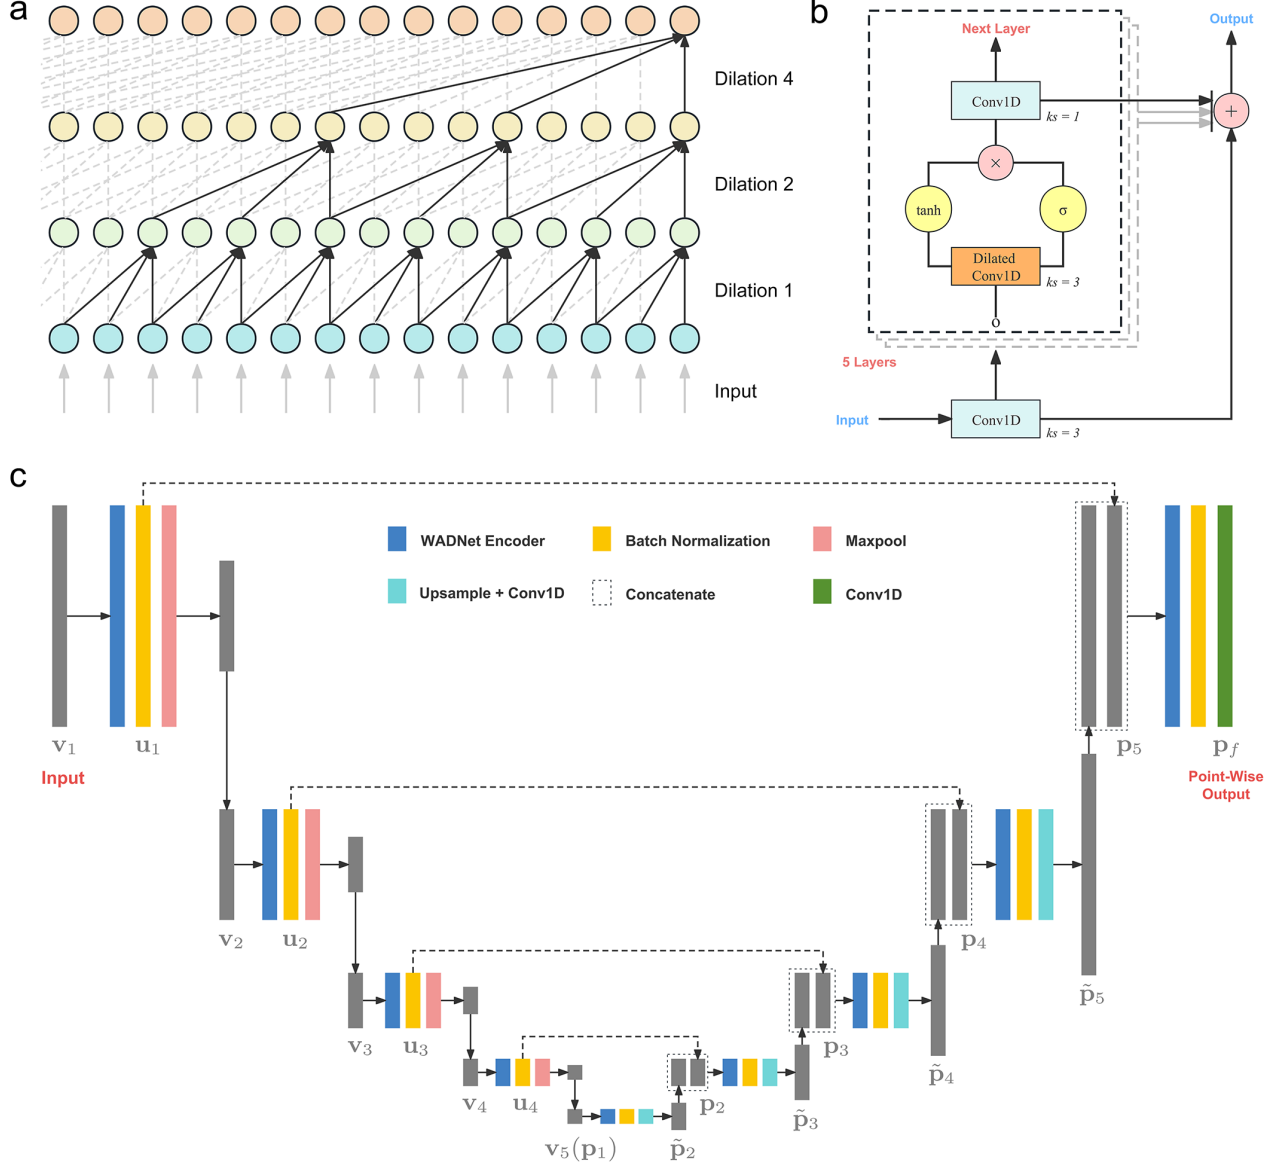 a
Dilation 4
Dilation 2
Dilation 1
Input
b
Next Layer
Output
Conv1D
ks = 1
+
×
tanh
σ
Dilated
Conv1D
ks = 3
o
5 Layers
Input
Conv1D
ks = 3
c
WADNet Encoder
Batch Normalization
Maxpool
Upsample + Conv1D
Concatenate
Conv1D
v₁
u₁
Input
p₅
p_f
Point-Wise
Output
v₂
u₂
p₄
p̃₅
v₃
u₃
p₃
p̃₄
v₄
u₄
p₂
p̃₃
v₅(p₁)
p̃₂